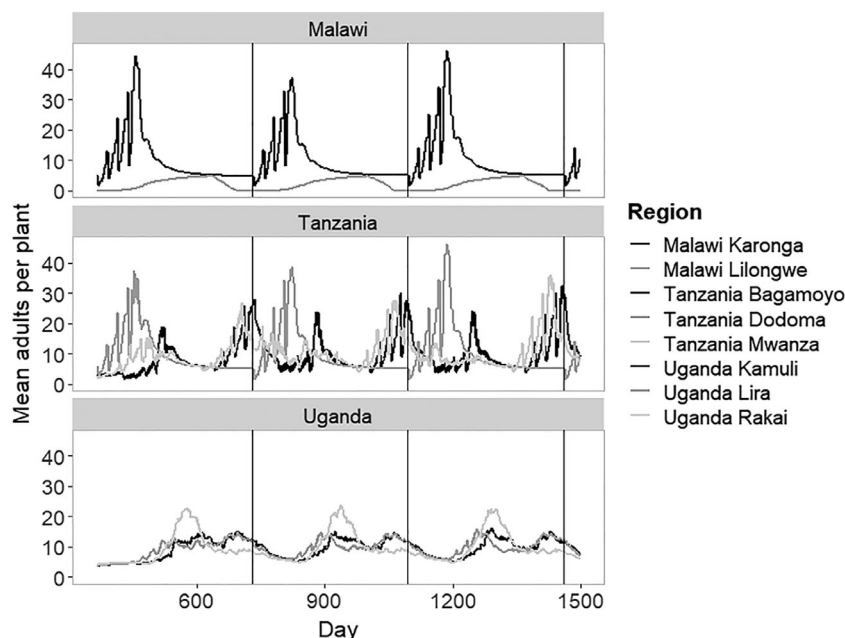 Malawi
40
30
20
10
0
Tanzania
40
30
20
10
0
Uganda
40
30
20
10
0
600 900 1200 1500
Day
Mean adults per plant
Region
Malawi Karonga
Malawi Lilongwe
Tanzania Bagamoyo
Tanzania Dodoma
Tanzania Mwanza
Uganda Kamuli
Uganda Lira
Uganda Rakai